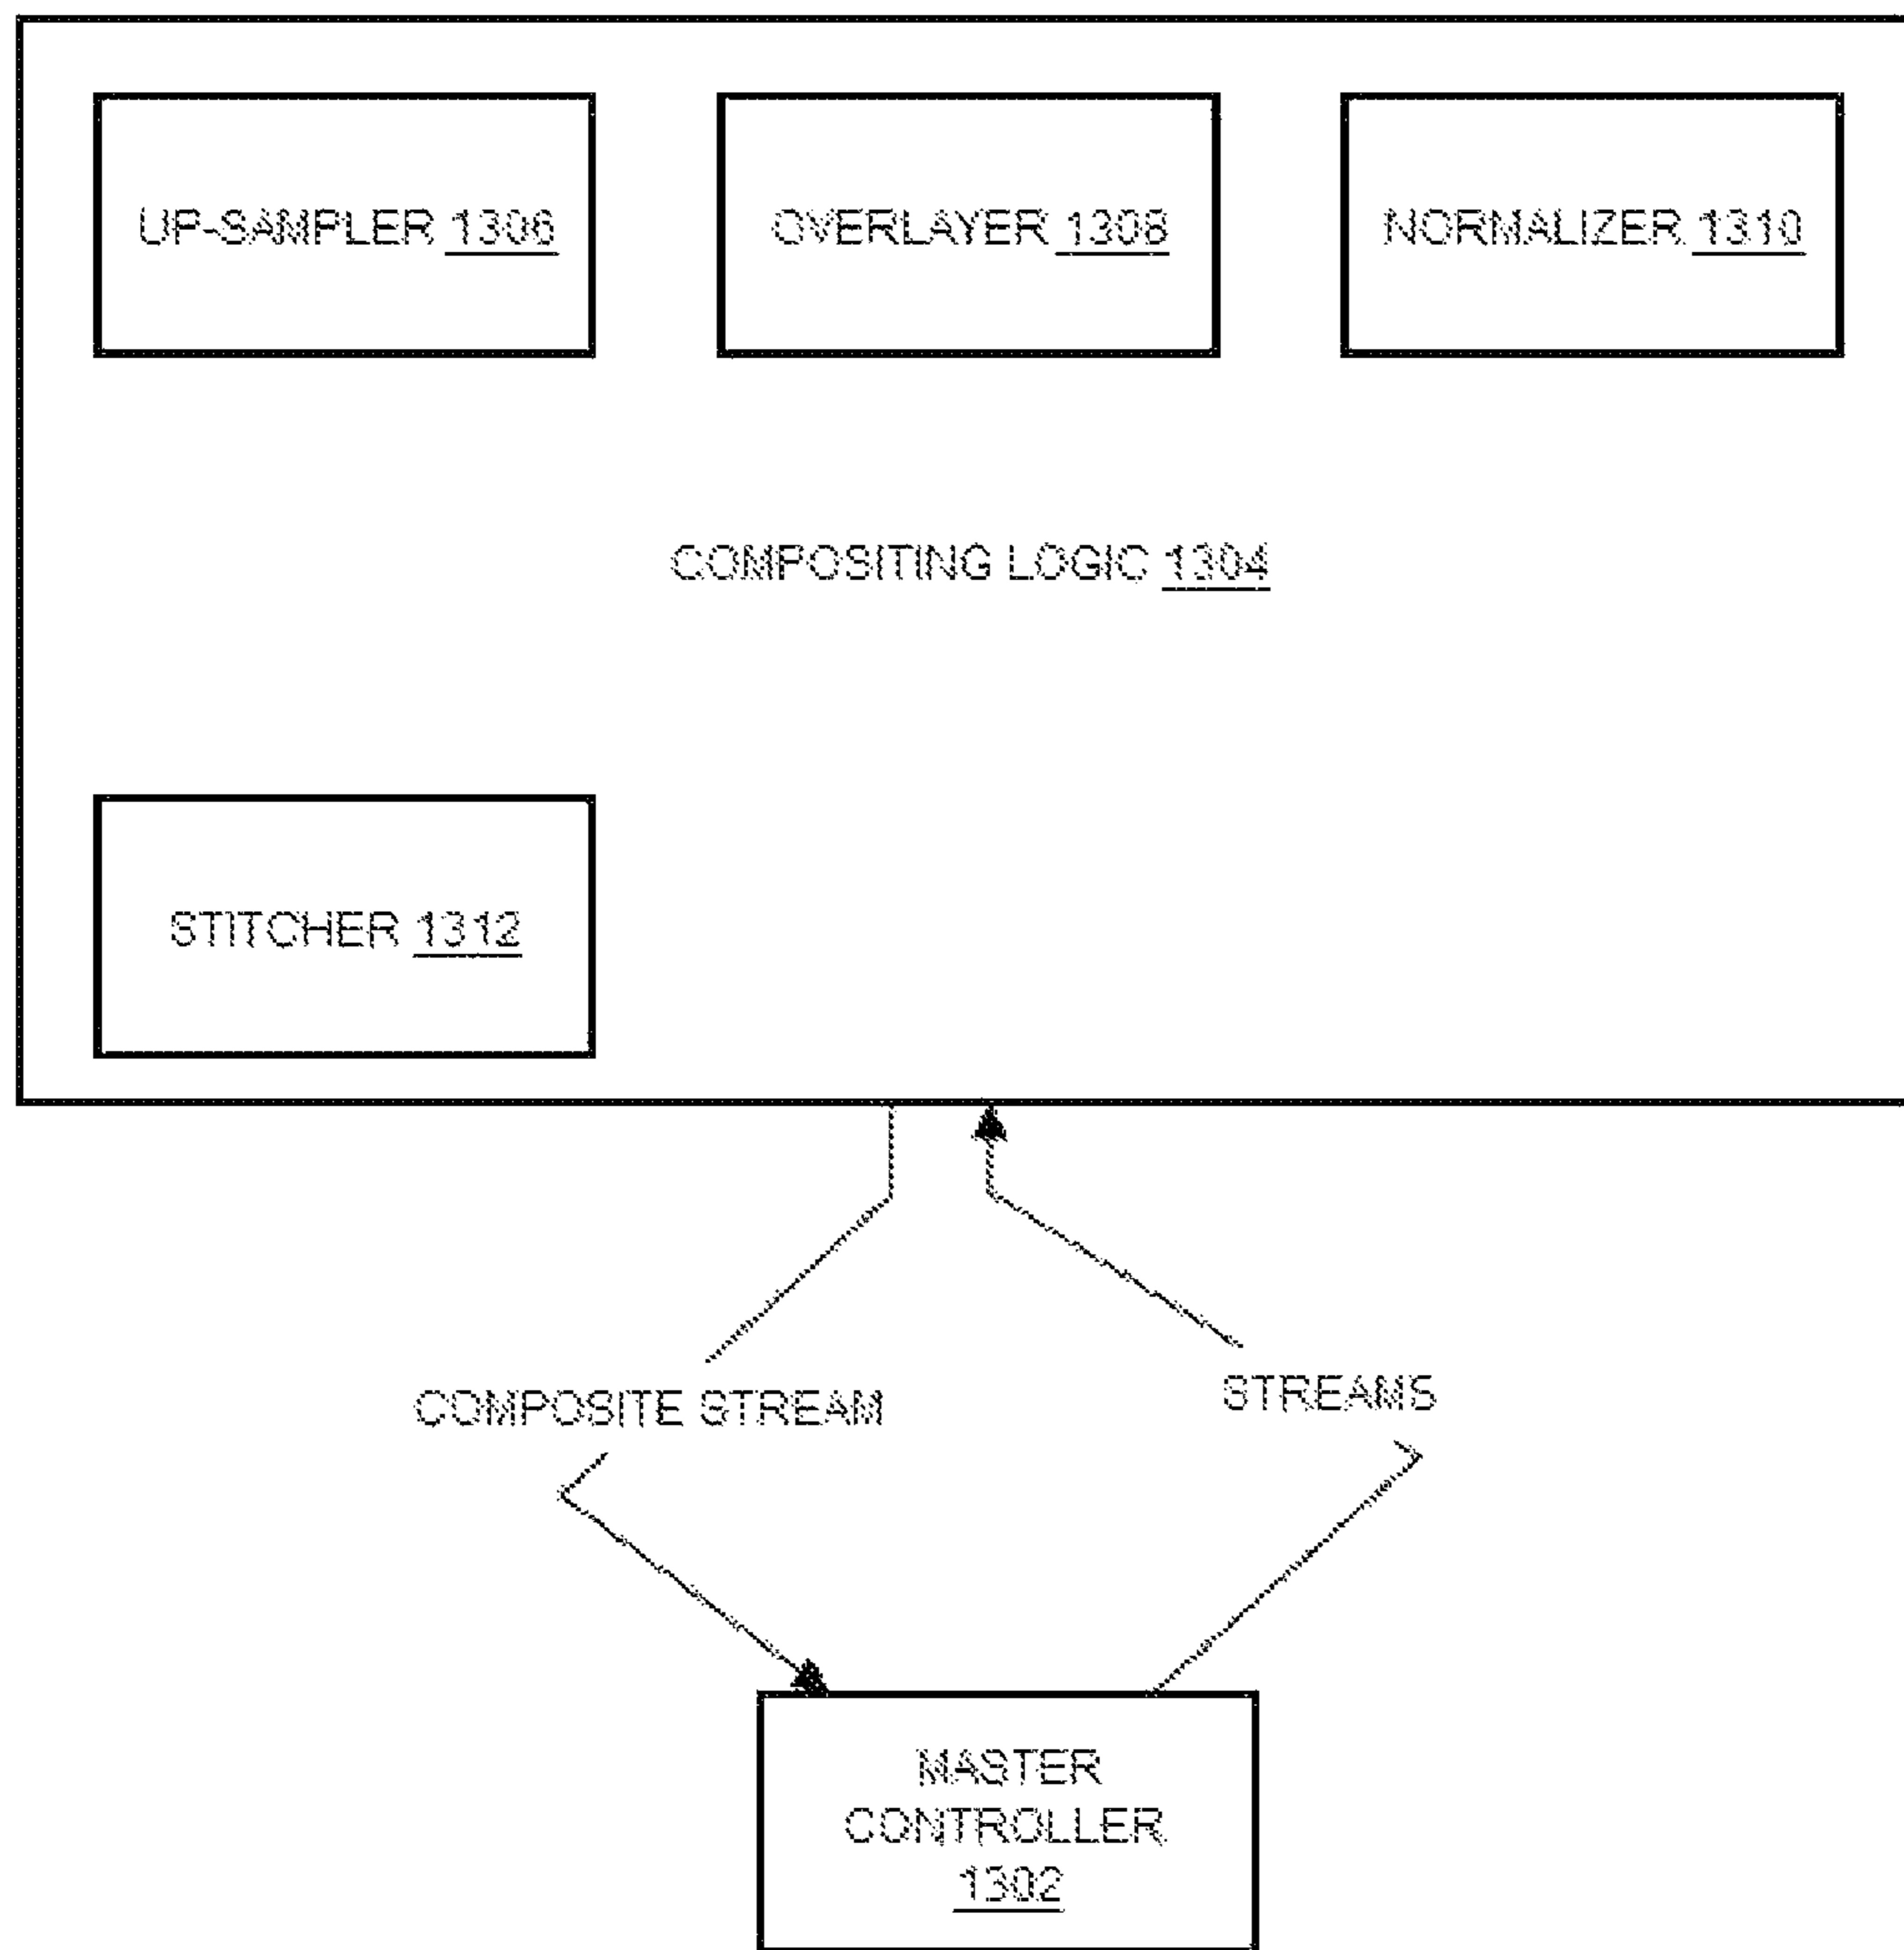 UP-SAMPLER 1306
OVERLAYER 1308
NORMALIZER 1310
COMPOSITING LOGIC 1304
STITCHER 1312
COMPOSITE STREAM
STREAMS
MASTER
CONTROLLER
1302